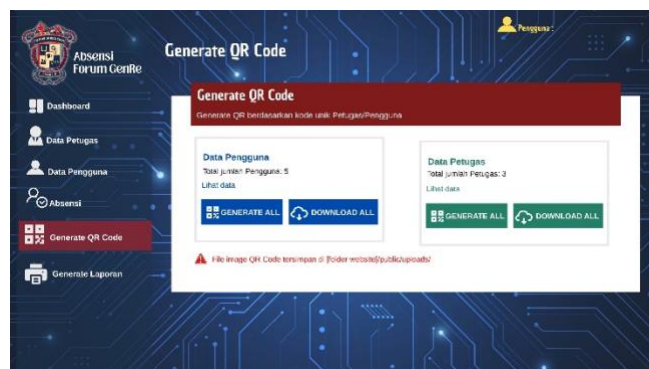 Absensi
Forum GenRe
Generate QR Code
Pengguna :
Dashboard
Data Petugas
Data Pengguna
Absensi
Generate QR Code
Generate Laporan
Generate QR Code
Generate QR berdasarkan kode unik Petugas/Pengguna
Data Pengguna
Total jumlah Pengguna: 5
Lihat data
GENERATE ALL
DOWNLOAD ALL
Data Petugas
Total jumlah Petugas: 3
Lihat data
GENERATE ALL
DOWNLOAD ALL
File image QR Code tersimpan di [folder website]/public/uploads/